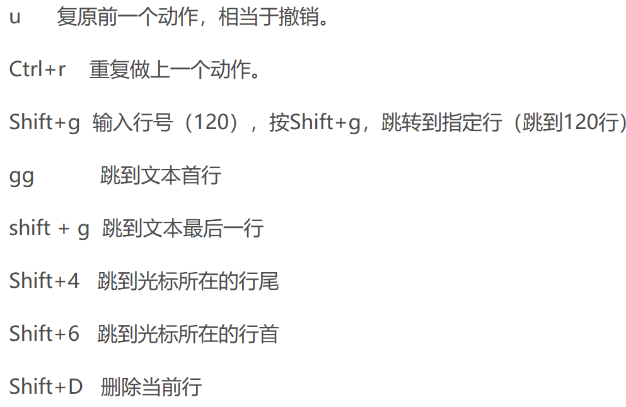 u 复原前一个动作，相当于撤销。
Ctrl+r 重复做上一个动作。
Shift+g 输入行号（120），按Shift+g，跳转到指定行（跳到120行）
gg 跳到文本首行
shift + g 跳到文本最后一行
Shift+4 跳到光标所在的行尾
Shift+6 跳到光标所在的行首
Shift+D 删除当前行